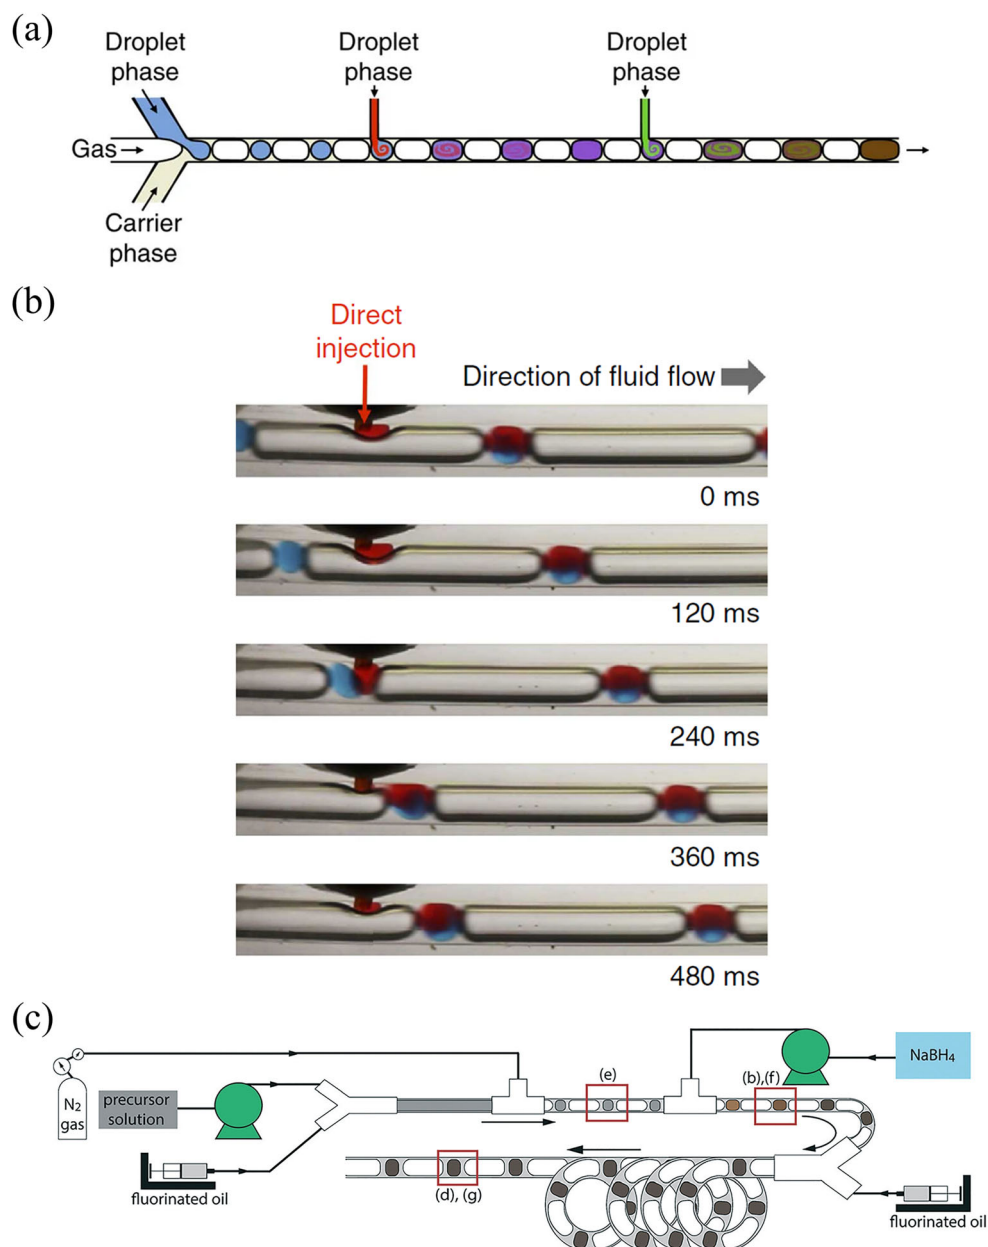 (a)
Droplet
phase
Droplet
phase
Droplet
phase
Gas
Carrier
phase
(b)
Direct
injection
Direction of fluid flow
0 ms
120 ms
240 ms
360 ms
480 ms
(c)
N₂
gas
precursor
solution
fluorinated oil
(e)
(b),(f)
NaBH₄
(d), (g)
fluorinated oil